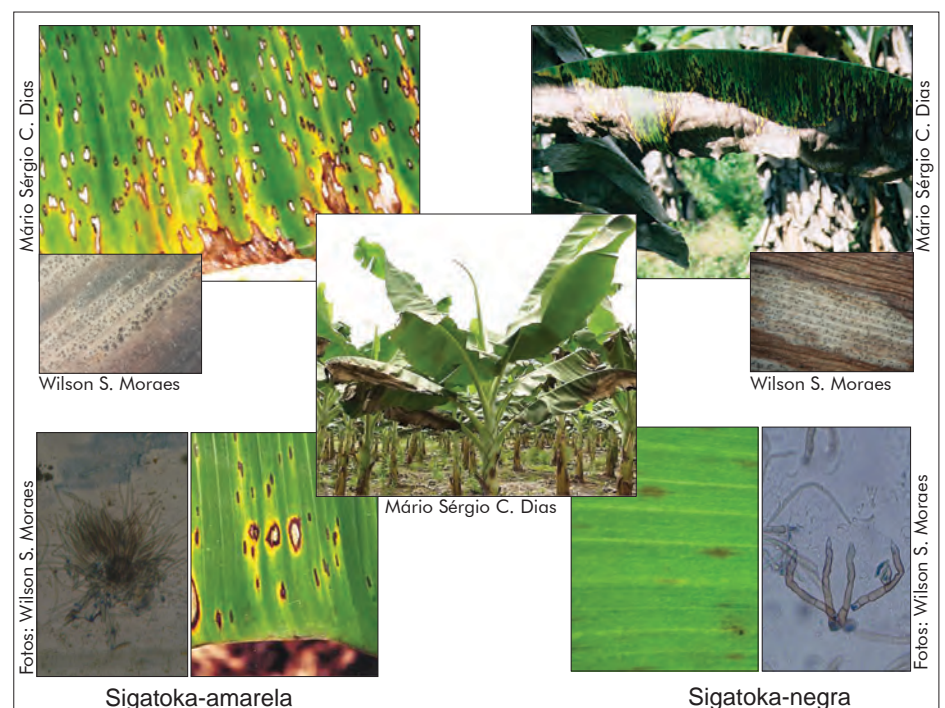 Mário Sérgio C. Dias
Mário Sérgio C. Dias
Wilson S. Moraes
Wilson S. Moraes
Mário Sérgio C. Dias
Fotos: Wilson S. Moraes
Fotos: Wilson S. Moraes
Sigatoka-amarela
Sigatoka-negra